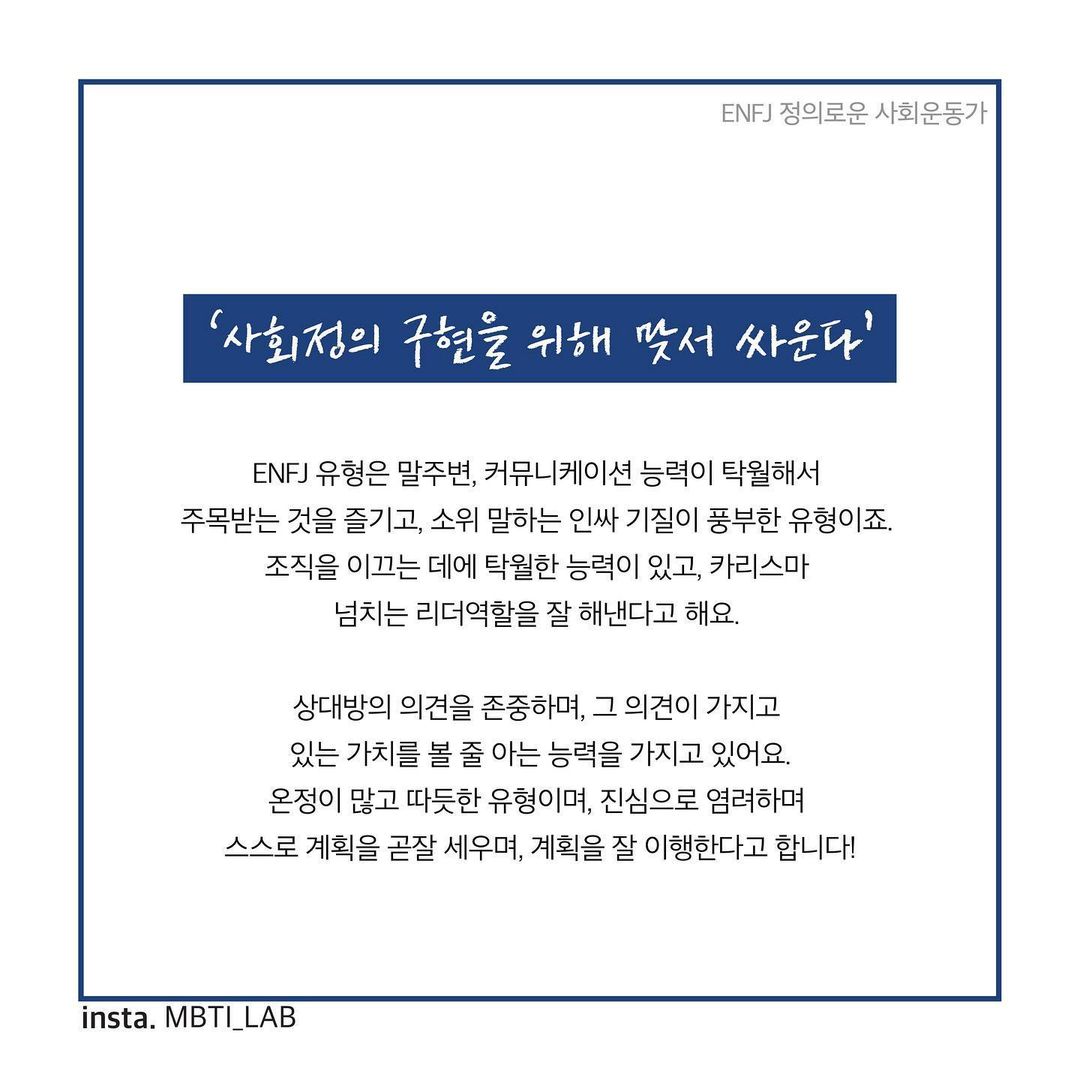 ENFJ 정의로운 사회운동가
‘사회정의 구현을 위해 맞서 싸운다’
ENFJ 유형은 말주변, 커뮤니케이션 능력이 탁월해서
주목받는 것을 즐기고, 소위 말하는 인싸 기질이 풍부한 유형이죠.
조직을 이끄는 데에 탁월한 능력이 있고, 카리스마
넘치는 리더역할을 잘 해낸다고 해요.
상대방의 의견을 존중하며, 그 의견이 가지고
있는 가치를 볼 줄 아는 능력을 가지고 있어요.
온정이 많고 따듯한 유형이며, 진심으로 염려하며
스스로 계획을 곧잘 세우며, 계획을 잘 이행한다고 합니다!
insta. MBTI_LAB